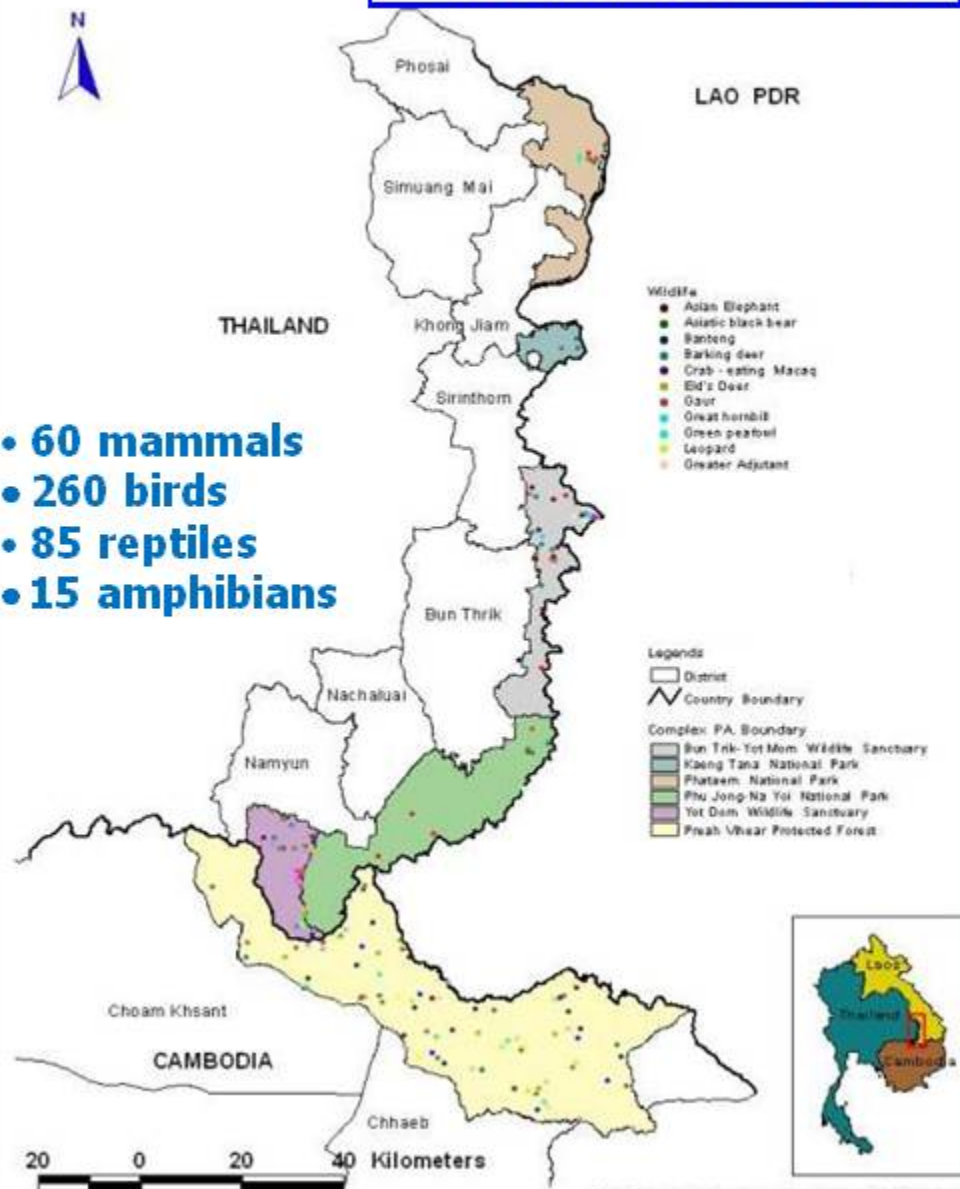 N
Phosai
LAO PDR
Simuang Mai
THAILAND
Khong Jiam
Sirinthorn
Wildlife
Asian Elephant
Asiatic black bear
Banteng
Barking deer
Crab - eating Macaq
Eld's Deer
Gaur
Great hornbill
Green peafowl
Leopard
Greater Adjutant
• 60 mammals
• 260 birds
• 85 reptiles
• 15 amphibians
Bun Thrik
Nachaluai
Namyun
Legends
District
Country Boundary
Complex PA. Boundary
Bun Trik-Yot Mom Wildlife Sanctuary
Kaeng Tana National Park
Phataem National Park
Phu Jong-Na Yoi National Park
Yot Dom Wildlife Sanctuary
Preah Vihear Protected Forest
Choam Khsant
CAMBODIA
Chhaeb
Laos
Thailand
Cambodia
20 0 20 40 Kilometers